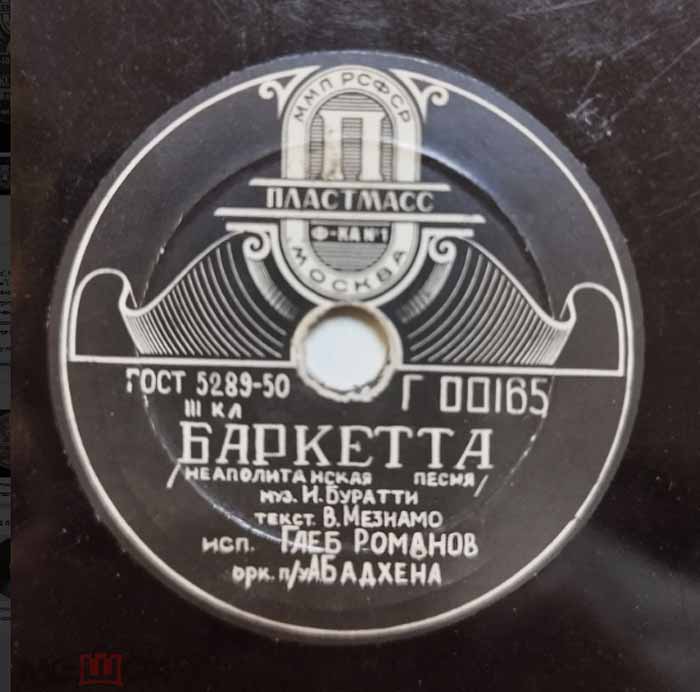 ММП РСФСР
П
ПЛАСТМАСС
Ф-КА №1
МОСКВА
ГОСТ 5289-50
Г 00165
III КЛ
БАРКЕТТА
/НЕАПОЛИТАНСКАЯ ПЕСНЯ/
МУЗ. И. БУРАТТИ
ТЕКСТ. В. МЕЗНАМО
ИСП. ГЛЕБ РОМАНОВ
ОРК. П/У А БАДХЕНА